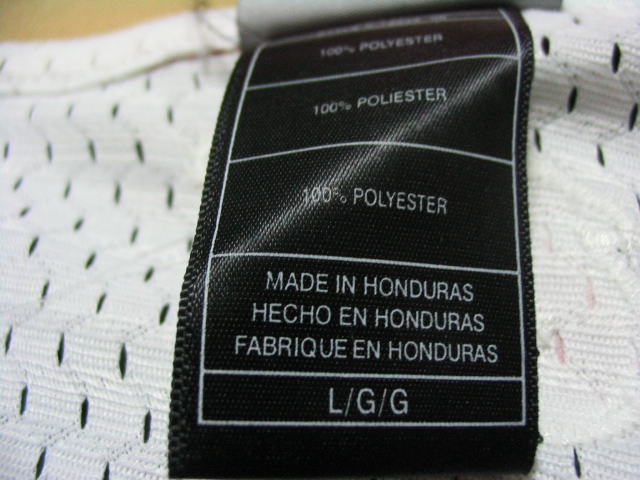 100% POLYESTER
100% POLIESTER
100% POLYESTER
MADE IN HONDURAS
HECHO EN HONDURAS
FABRIQUE EN HONDURAS
L/G/G